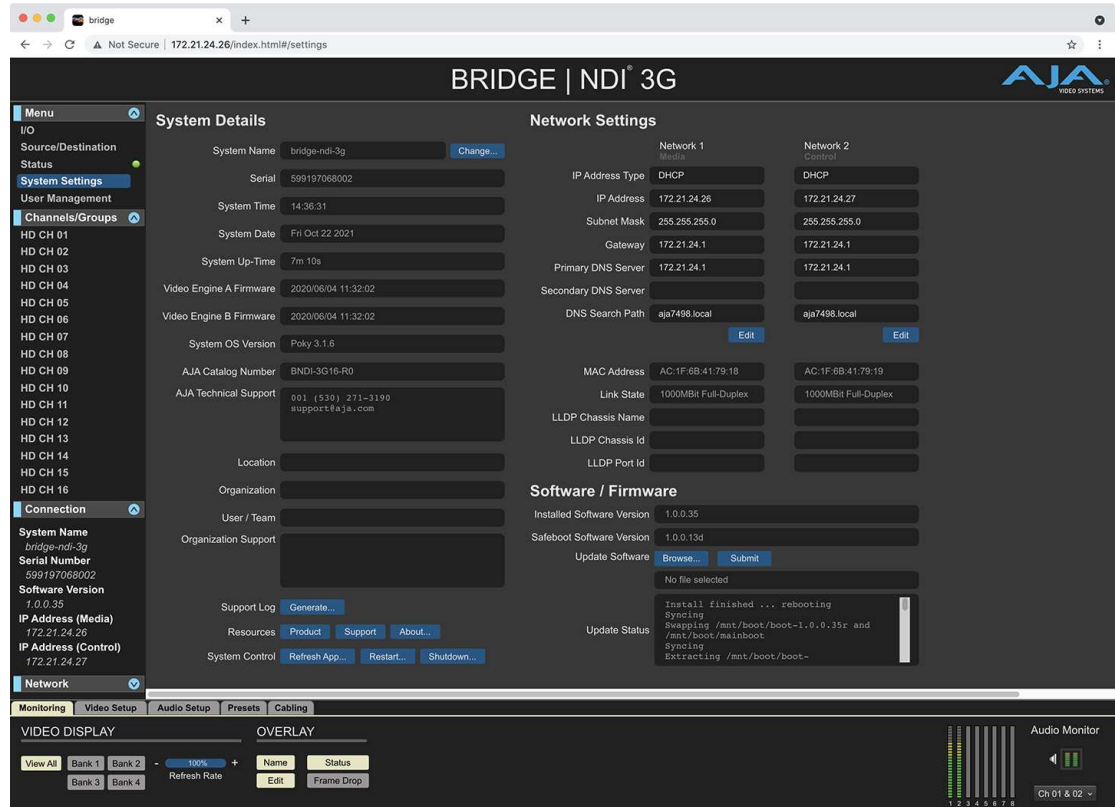 bridge
Not Secure
172.21.24.26/index.html#/settings
BRIDGE | NDI® 3G
AJA®
VIDEO SYSTEMS
Menu
I/O
Source/Destination
Status
System Settings
User Management
Channels/Groups
HD CH 01
HD CH 02
HD CH 03
HD CH 04
HD CH 05
HD CH 06
HD CH 07
HD CH 08
HD CH 09
HD CH 10
HD CH 11
HD CH 12
HD CH 13
HD CH 14
HD CH 15
HD CH 16
Connection
System Name
bridge-ndi-3g
Serial Number
599197068002
Software Version
1.0.0.35
IP Address (Media)
172.21.24.26
IP Address (Control)
172.21.24.27
Network
System Details
System Name bridge-ndi-3g Change...
Serial 599197068002
System Time 14:36:31
System Date Fri Oct 22 2021
System Up-Time 7m 10s
Video Engine A Firmware 2020/06/04 11:32:02
Video Engine B Firmware 2020/06/04 11:32:02
System OS Version Poky 3.1.6
AJA Catalog Number BNDI-3G16-R0
AJA Technical Support 001 (530) 271-3190
support@aja.com
Location
Organization
User / Team
Organization Support
Support Log Generate...
Resources Product Support About...
System Control Refresh App... Restart... Shutdown...
Network Settings
Network 1 Network 2
Media Control
IP Address Type DHCP DHCP
IP Address 172.21.24.26 172.21.24.27
Subnet Mask 255.255.255.0 255.255.255.0
Gateway 172.21.24.1 172.21.24.1
Primary DNS Server 172.21.24.1 172.21.24.1
Secondary DNS Server
DNS Search Path aja7498.local aja7498.local
Edit Edit
MAC Address AC:1F:6B:41:79:18 AC:1F:6B:41:79:19
Link State 1000MBit Full-Duplex 1000MBit Full-Duplex
LLDP Chassis Name
LLDP Chassis Id
LLDP Port Id
Software / Firmware
Installed Software Version 1.0.0.35
Safeboot Software Version 1.0.0.13d
Update Software Browse... Submit
No file selected
Update Status
Install finished ... rebooting
Syncing
Swapping /mnt/boot/boot-1.0.0.35r and
/mnt/boot/mainboot
Syncing
Extracting /mnt/boot/boot-
Monitoring Video Setup Audio Setup Presets Cabling
VIDEO DISPLAY
View All Bank 1 Bank 2 - 100% +
Bank 3 Bank 4 Refresh Rate
OVERLAY
Name Status
Edit Frame Drop
1 2 3 4 5 6 7 8
Audio Monitor
Ch 01 & 02